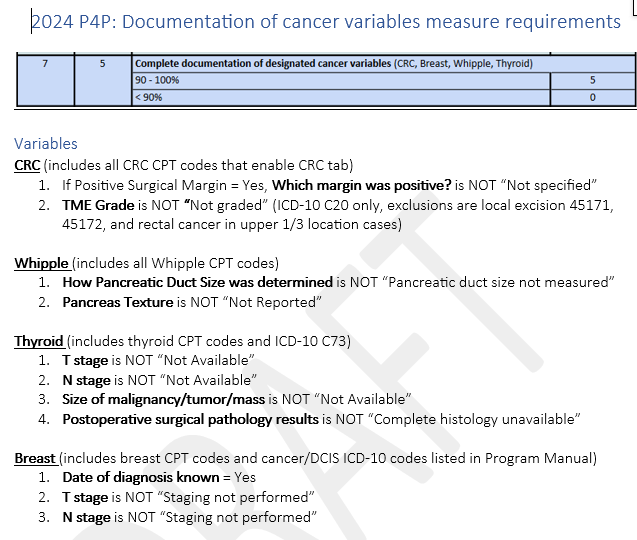 2024 P4P: Documentation of cancer variables measure requirements
7 5 Complete documentation of designated cancer variables (CRC, Breast, Whipple, Thyroid)
90 - 100% 5
< 90% 0
Variables
CRC (includes all CRC CPT codes that enable CRC tab)
1. If Positive Surgical Margin = Yes, Which margin was positive? is NOT “Not specified”
2. TME Grade is NOT “Not graded” (ICD-10 C20 only, exclusions are local excision 45171,
45172, and rectal cancer in upper 1/3 location cases)
Whipple (includes all Whipple CPT codes)
1. How Pancreatic Duct Size was determined is NOT “Pancreatic duct size not measured”
2. Pancreas Texture is NOT “Not Reported”
Thyroid (includes thyroid CPT codes and ICD-10 C73)
1. T stage is NOT “Not Available”
2. N stage is NOT “Not Available”
3. Size of malignancy/tumor/mass is NOT “Not Available”
4. Postoperative surgical pathology results is NOT “Complete histology unavailable”
Breast (includes breast CPT codes and cancer/DCIS ICD-10 codes listed in Program Manual)
1. Date of diagnosis known = Yes
2. T stage is NOT “Staging not performed”
3. N stage is NOT “Staging not performed”
DRAFT